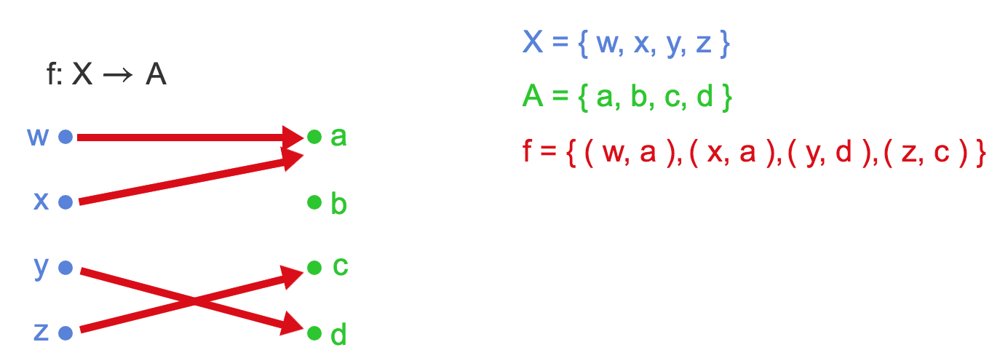 f: X → A
w a
x b
y c
z d
X = { w, x, y, z }
A = { a, b, c, d }
f = { ( w, a ),( x, a ),( y, d ),( z, c ) }